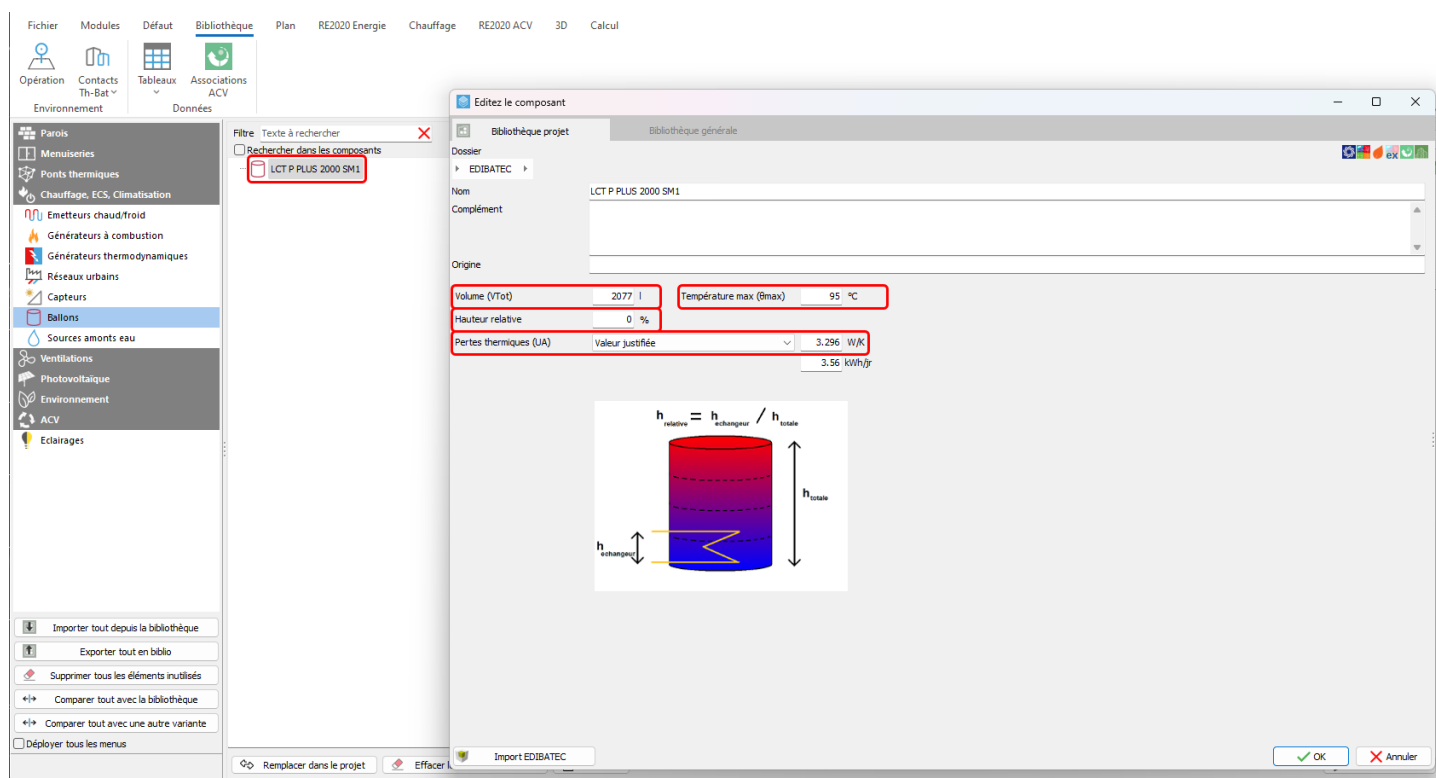 Fichier Modules Défaut Bibliothèque Plan RE2020 Energie Chauffage RE2020 ACV 3D Calcul
Opération Contacts Th-Bat Tableaux Associations ACV
Environnement Données
Parois
Menuiseries
Ponts thermiques
Chauffage, ECS, Climatisation
Emetteurs chaud/froid
Générateurs à combustion
Générateurs thermodynamiques
Réseaux urbains
Capteurs
Ballons
Sources amonts eau
Ventilations
Photovoltaïque
Environnement
ACV
Eclairages
Importer tout depuis la bibliothèque
Exporter tout en biblio
Supprimer tous les éléments inutilisés
Comparer tout avec la bibliothèque
Comparer tout avec une autre variante
Déployer tous les menus
Filtre Texte à rechercher
Rechercher dans les composants
LCT P PLUS 2000 SM1
Remplacer dans le projet Effacer
Editez le composant
Bibliothèque projet Bibliothèque générale
Dossier
EDIBATEC
ex
Nom LCT P PLUS 2000 SM1
Complément
Origine
Volume (VTot) 2077 l Température max (θmax) 95 °C
Hauteur relative 0 %
Pertes thermiques (UA) Valeur justifiée 3.296 W/K
3.56 kWh/jr
h relative = h echangeur / h totale
h totale
h echangeur
Import EDIBATEC OK Annuler